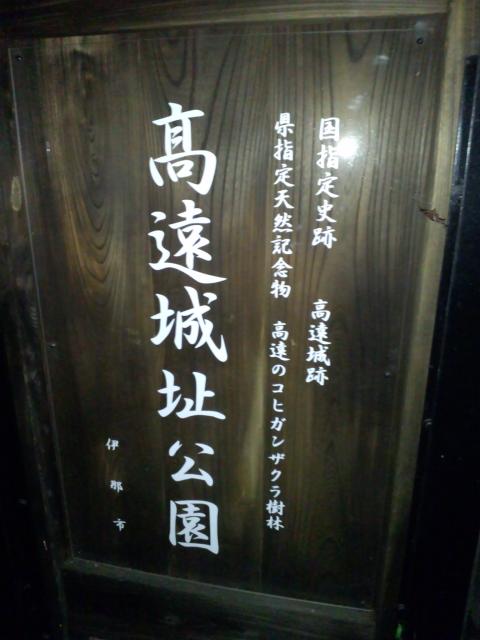 国指定史跡　高遠城跡
県指定天然記念物　高遠のコヒガンザクラ樹林
高遠城址公園
伊那市